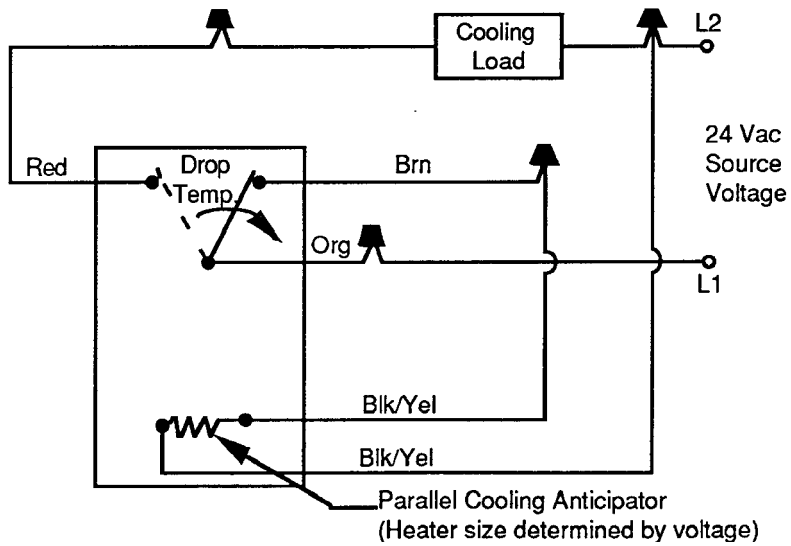 Cooling
Load
L2
24 Vac
Source
Voltage
Red
Drop
Temp.
Brn
Org
L1
Blk/Yel
Blk/Yel
Parallel Cooling Anticipator
(Heater size determined by voltage)